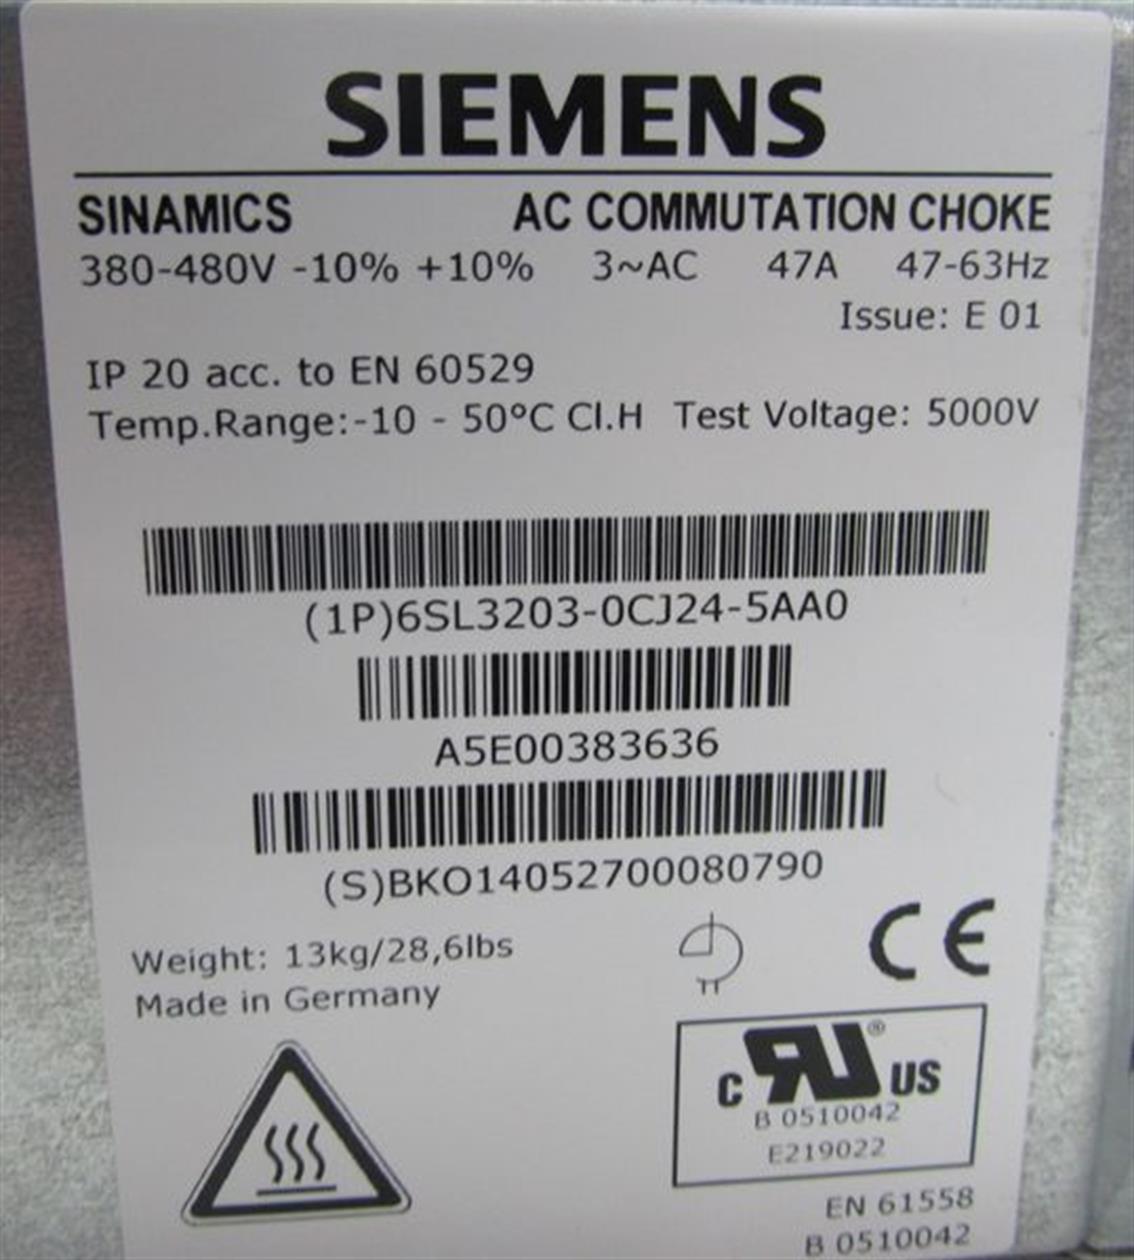 SIEMENS
SINAMICS AC COMMUTATION CHOKE
380-480V -10% +10% 3~AC 47A 47-63Hz
Issue: E 01
IP 20 acc. to EN 60529
Temp.Range:-10 - 50°C Cl.H Test Voltage: 5000V
(1P)6SL3203-0CJ24-5AA0
A5E00383636
(S)BKO14052700080790
Weight: 13kg/28,6lbs
Made in Germany
CE
C RU ® US
B 0510042
E219022
EN 61558
B 0510042